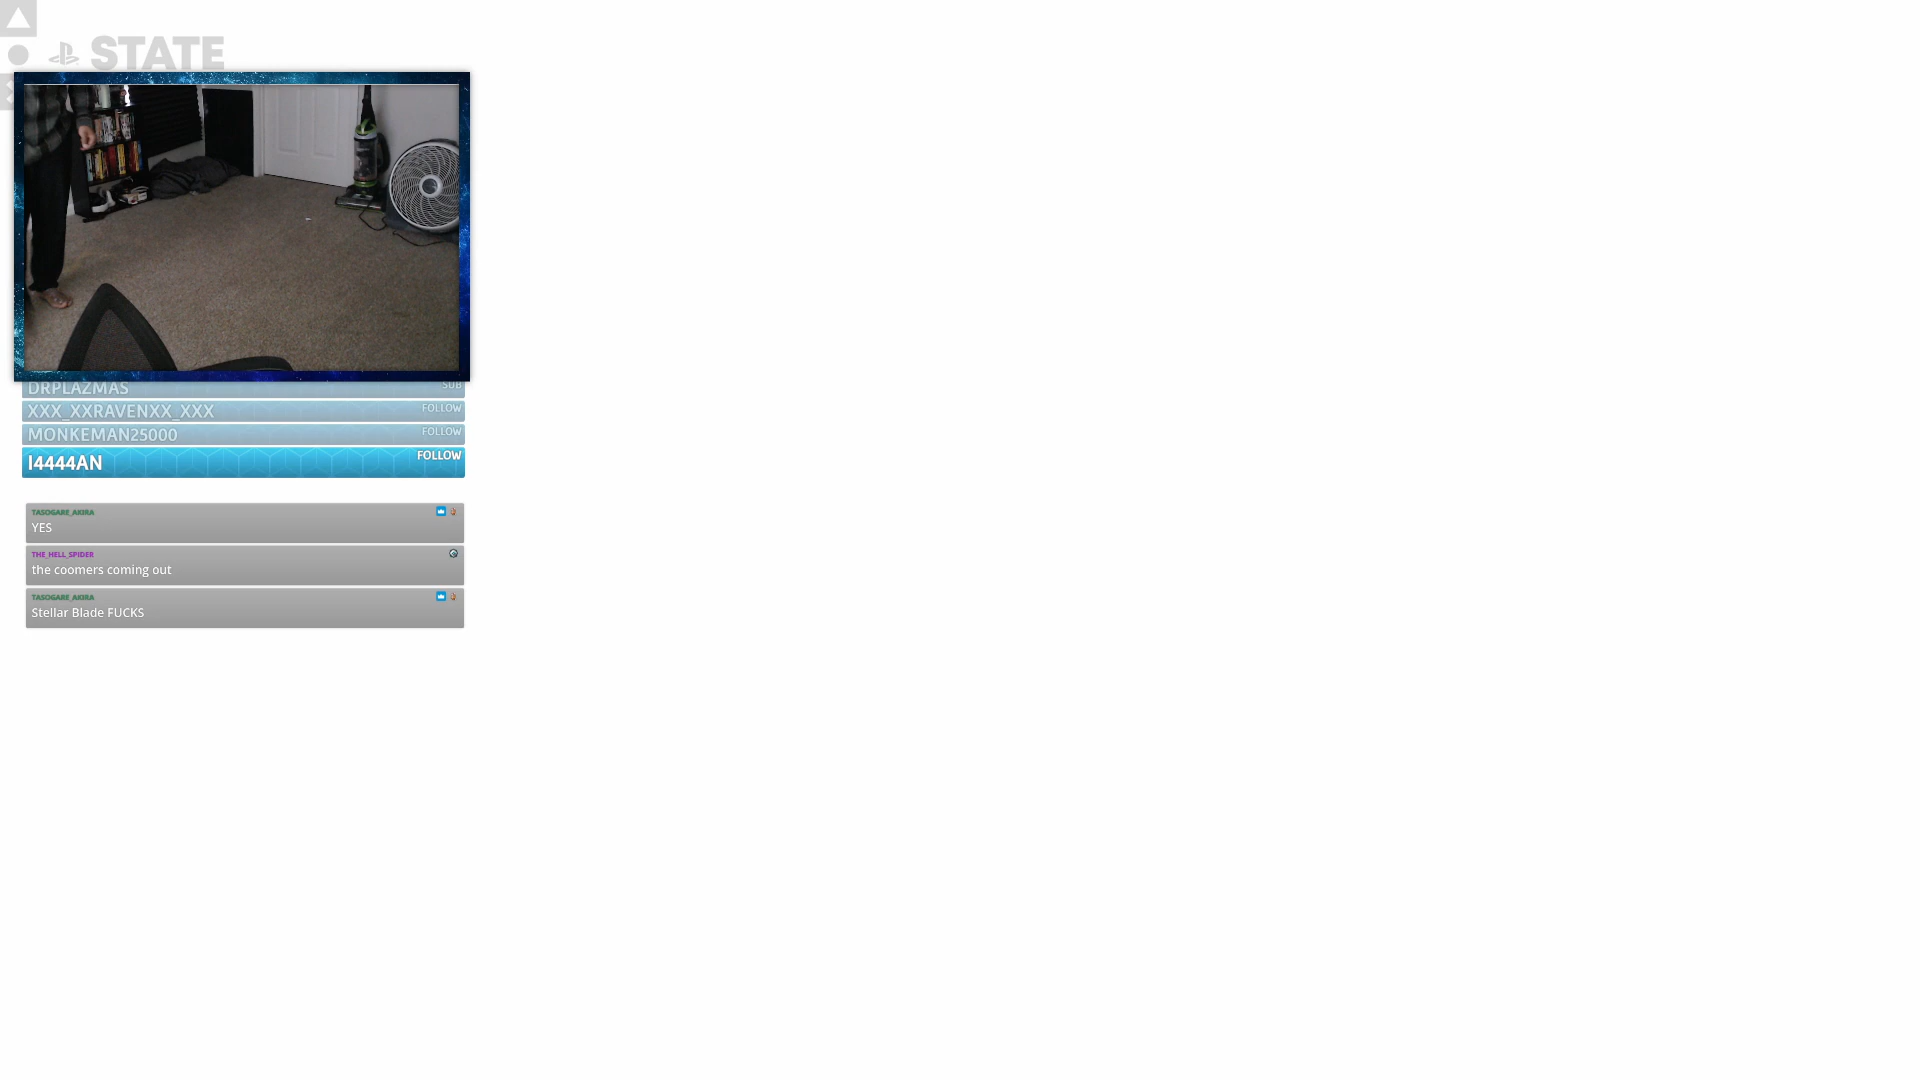 STATE
DRPLAZMAS
SUB
XXX_XXRAVENXX_XXX
FOLLOW
MONKEMAN25000
FOLLOW
I4444AN
FOLLOW
TASOGARE_AKIRA
YES
THE_HELL_SPIDER
the coomers coming out
TASOGARE_AKIRA
Stellar Blade FUCKS